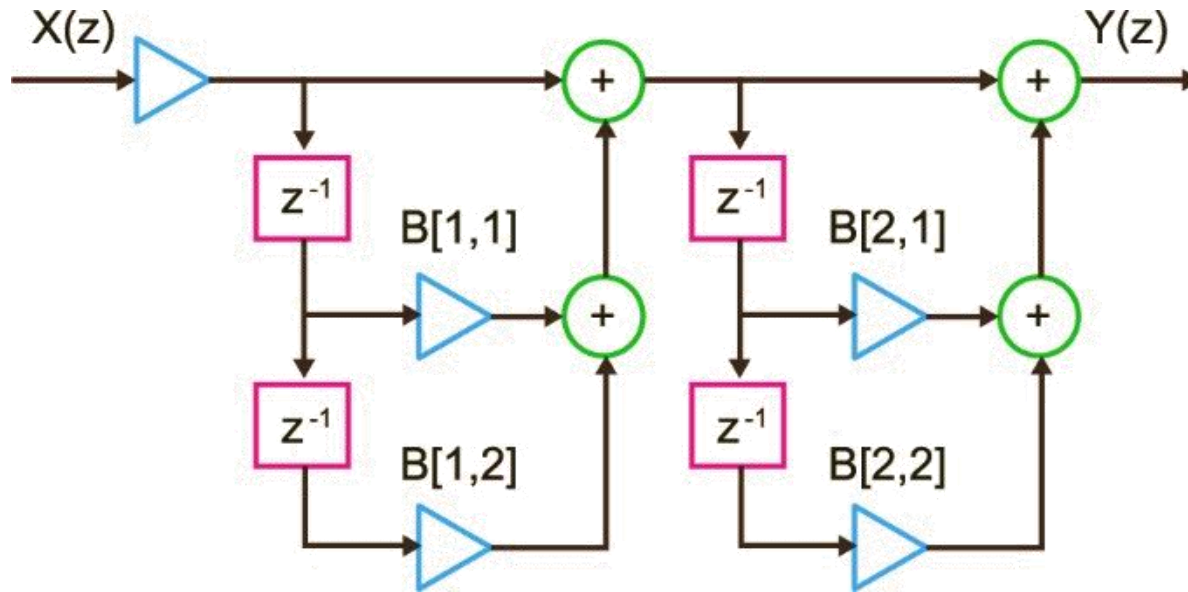 X(z)
Y(z)
+
+
z⁻¹
z⁻¹
B[1,1]
B[2,1]
+
+
z⁻¹
z⁻¹
B[1,2]
B[2,2]